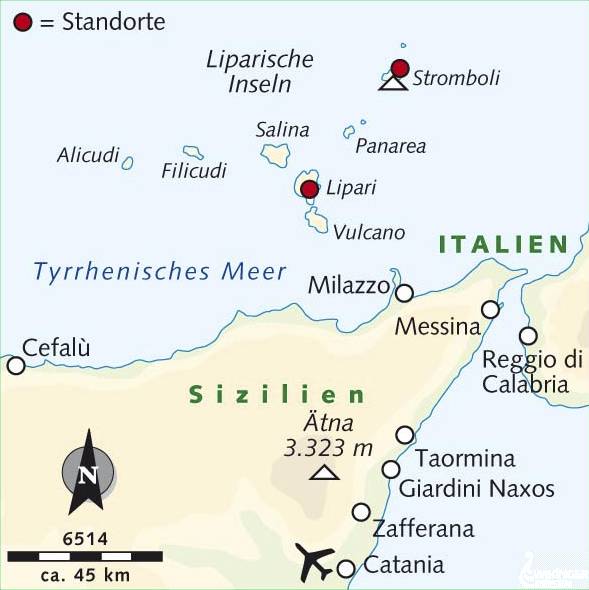 = Standorte
Liparische
Inseln
Stromboli
Salina
Panarea
Alicudi
Filicudi
Lipari
Vulcano
ITALIEN
Tyrrhenisches Meer
Milazzo
Messina
Cefalù
Reggio di
Calabria
Sizilien
Ätna
3.323 m
Taormina
N
Giardini Naxos
Zafferana
6514
ca. 45 km
Catania